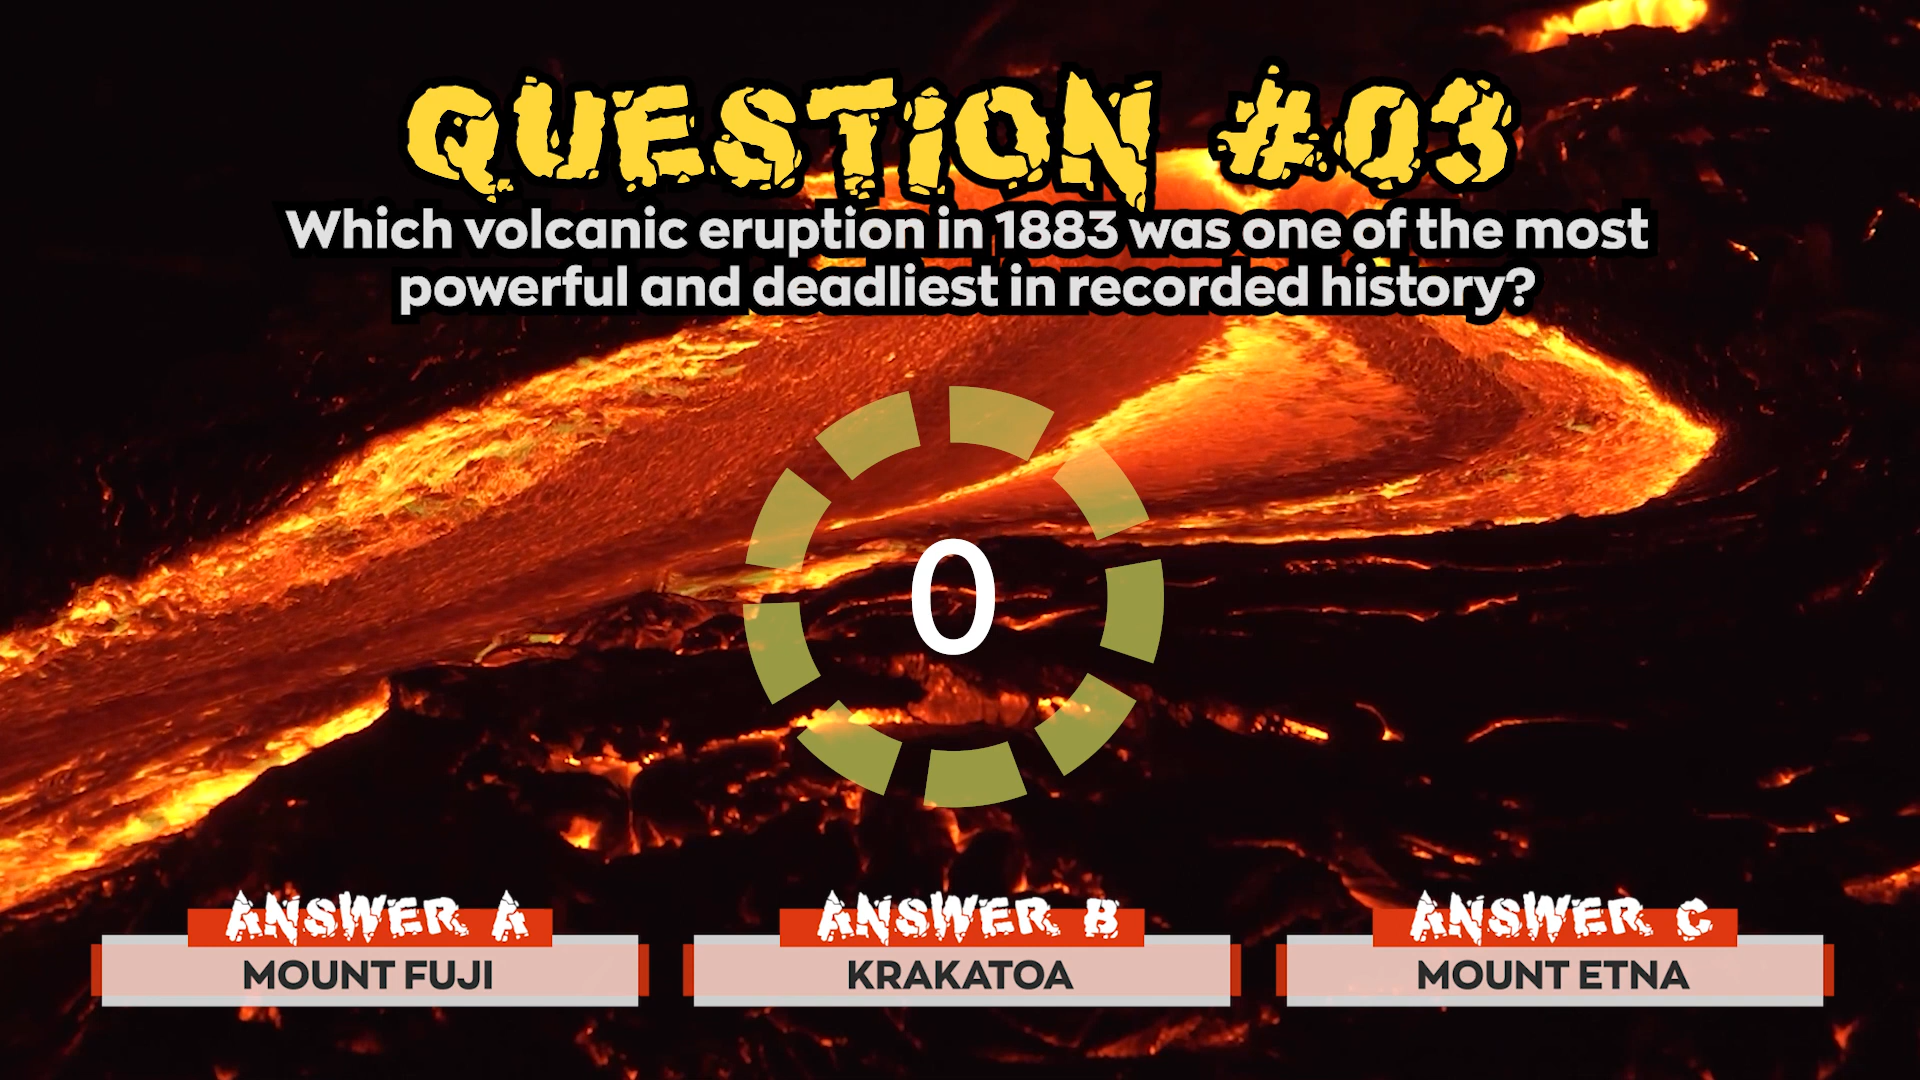 QUESTION #03
Which volcanic eruption in 1883 was one of the most
powerful and deadliest in recorded history?
0
ANSWER A
MOUNT FUJI
ANSWER B
KRAKATOA
ANSWER C
MOUNT ETNA